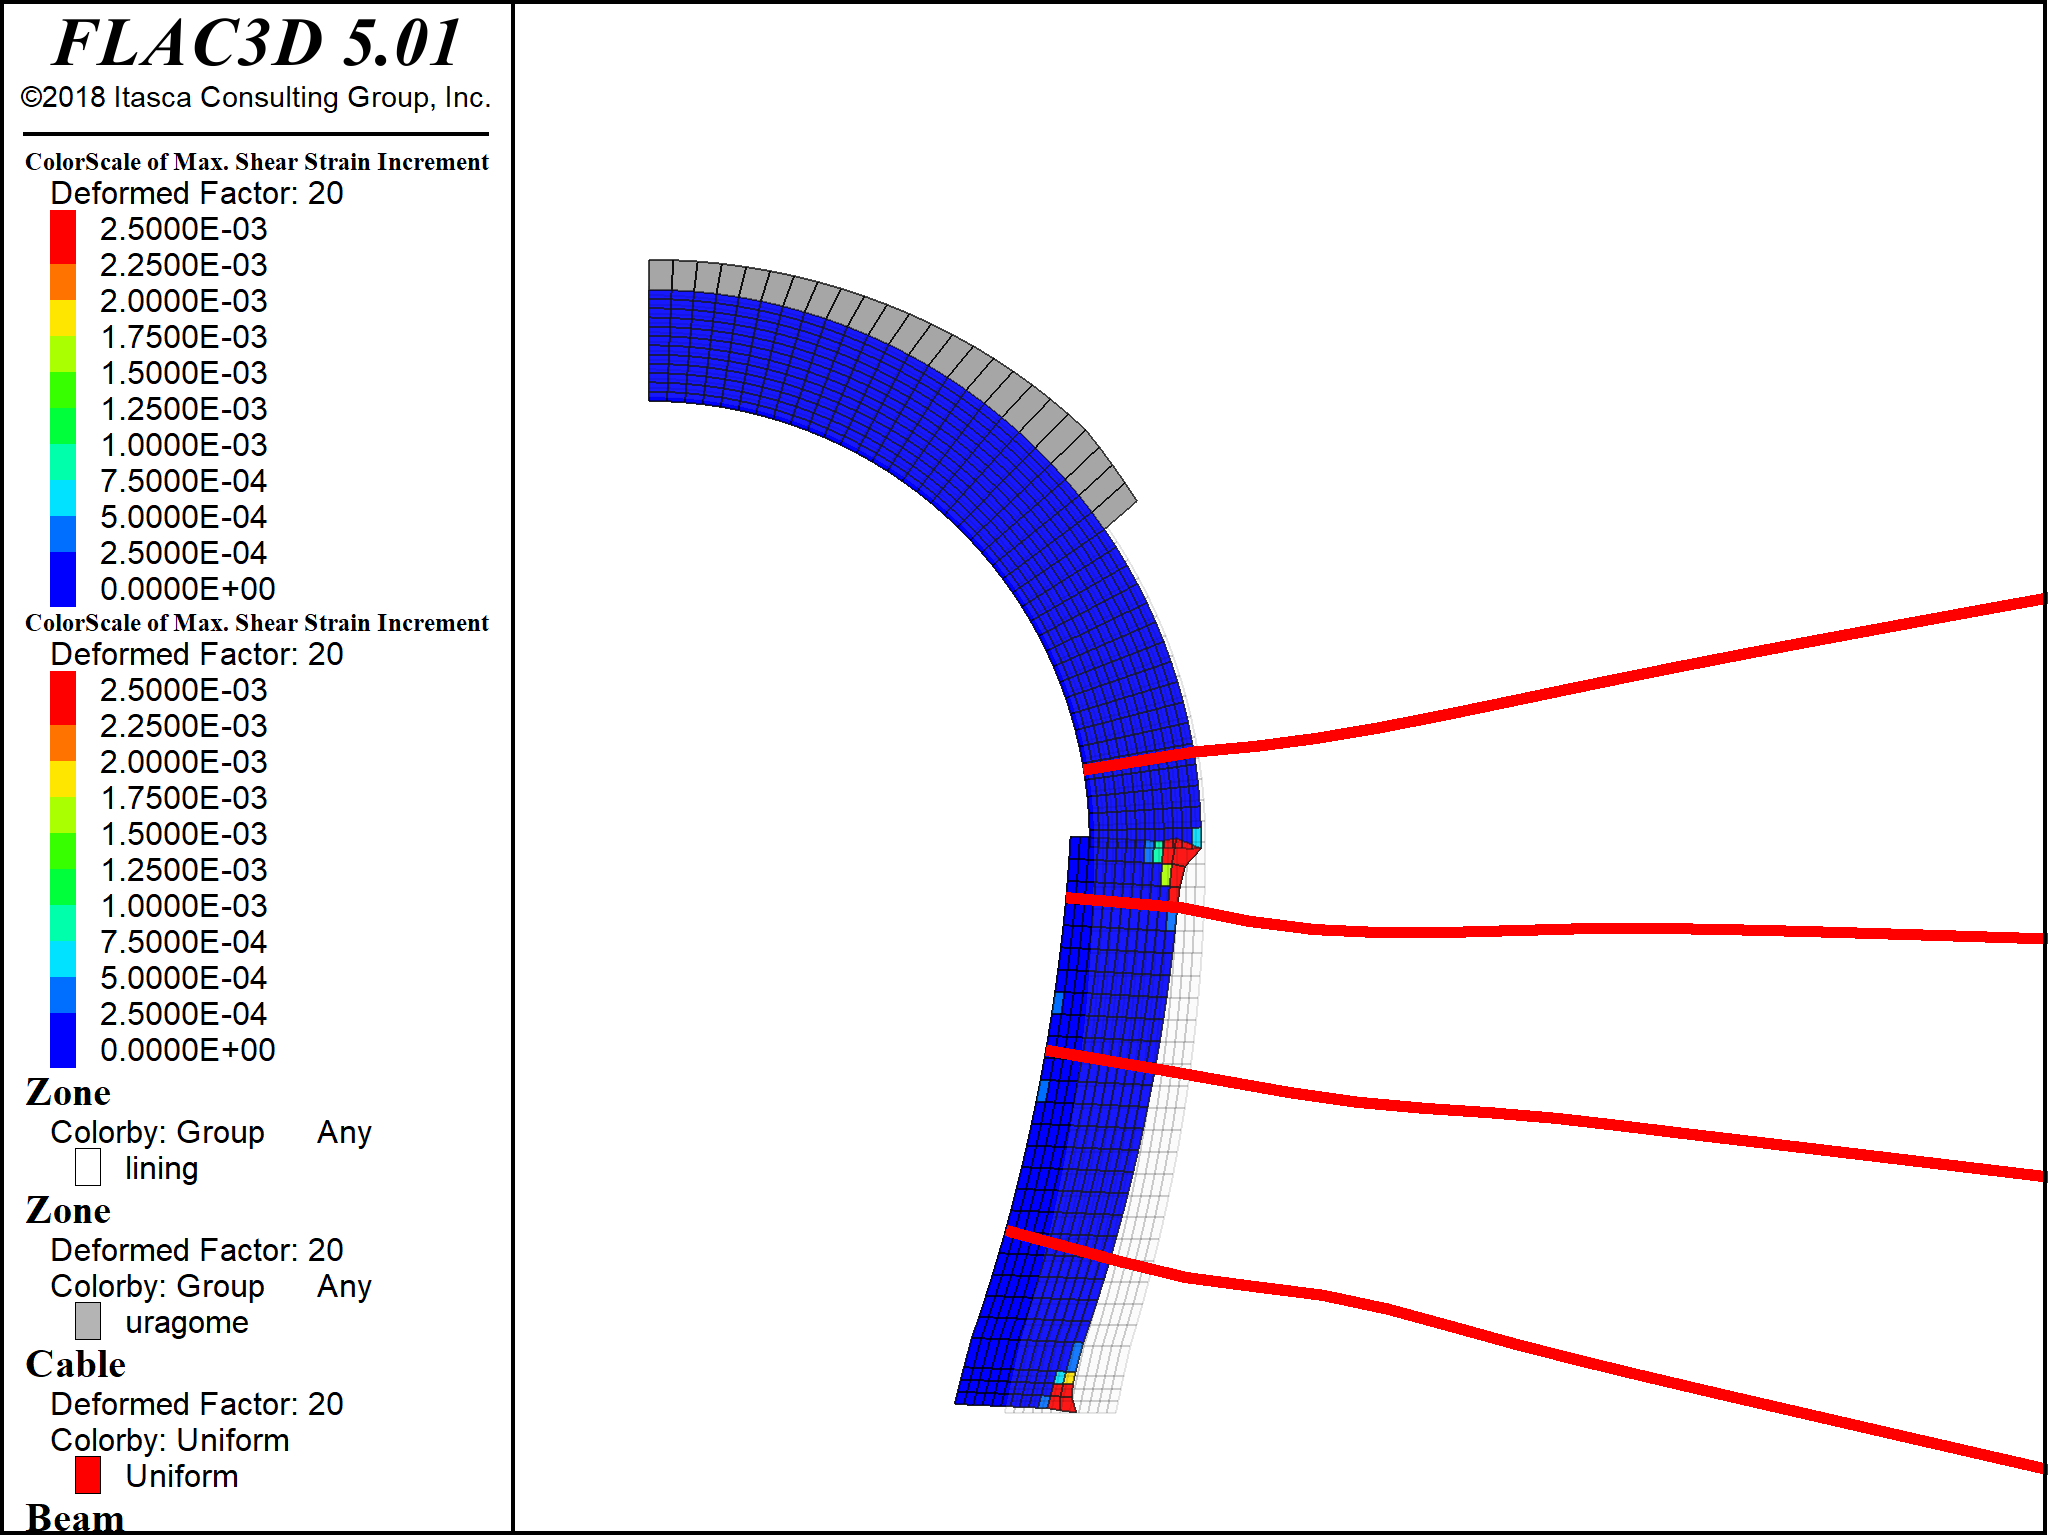 FLAC3D 5.01
©2018 Itasca Consulting Group, Inc.
ColorScale of Max. Shear Strain Increment
Deformed Factor: 20
2.5000E-03
2.2500E-03
2.0000E-03
1.7500E-03
1.5000E-03
1.2500E-03
1.0000E-03
7.5000E-04
5.0000E-04
2.5000E-04
0.0000E+00
ColorScale of Max. Shear Strain Increment
Deformed Factor: 20
2.5000E-03
2.2500E-03
2.0000E-03
1.7500E-03
1.5000E-03
1.2500E-03
1.0000E-03
7.5000E-04
5.0000E-04
2.5000E-04
0.0000E+00
Zone
Colorby: Group Any
lining
Zone
Deformed Factor: 20
Colorby: Group Any
uragome
Cable
Deformed Factor: 20
Colorby: Uniform
Uniform
Beam